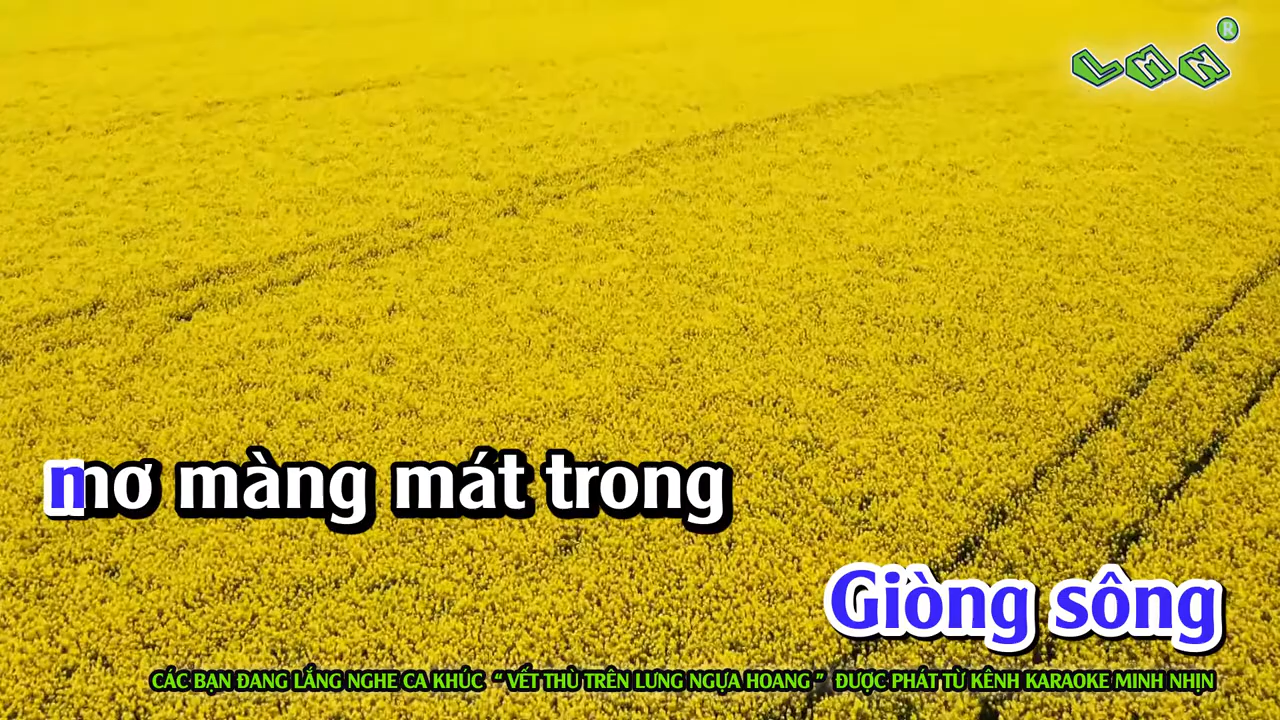 LMN ®
mơ màng mát trong
Giòng sông
CÁC BẠN ĐANG LẮNG NGHE CA KHÚC “ VẾT THÙ TRÊN LƯNG NGỰA HOANG ” ĐƯỢC PHÁT TỪ KÊNH KARAOKE MINH NHỊN